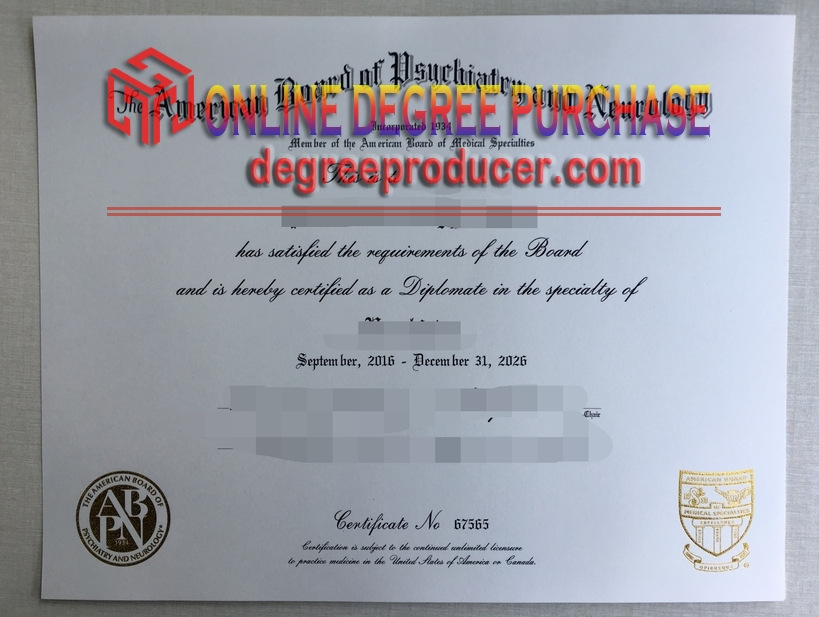 The American Board of Psychiatry and Neurology
ONLINE DEGREE PURCHASE
Incorporated 1934
Member of the American Board of Medical Specialties
degreeproducer.com
This is
has satisfied the requirements of the Board
and is hereby certified as a Diplomate in the specialty of
September, 2016 - December 31, 2026
Chair
THE AMERICAN BOARD OF
ABPN
1934
PSYCHIATRY AND NEUROLOGY
AMERICAN BOARD
MEDICAL SPECIALTIES
Certificate No 67565
Certification is subject to the continued unlimited licensure
to practice medicine in the United States of America or Canada.